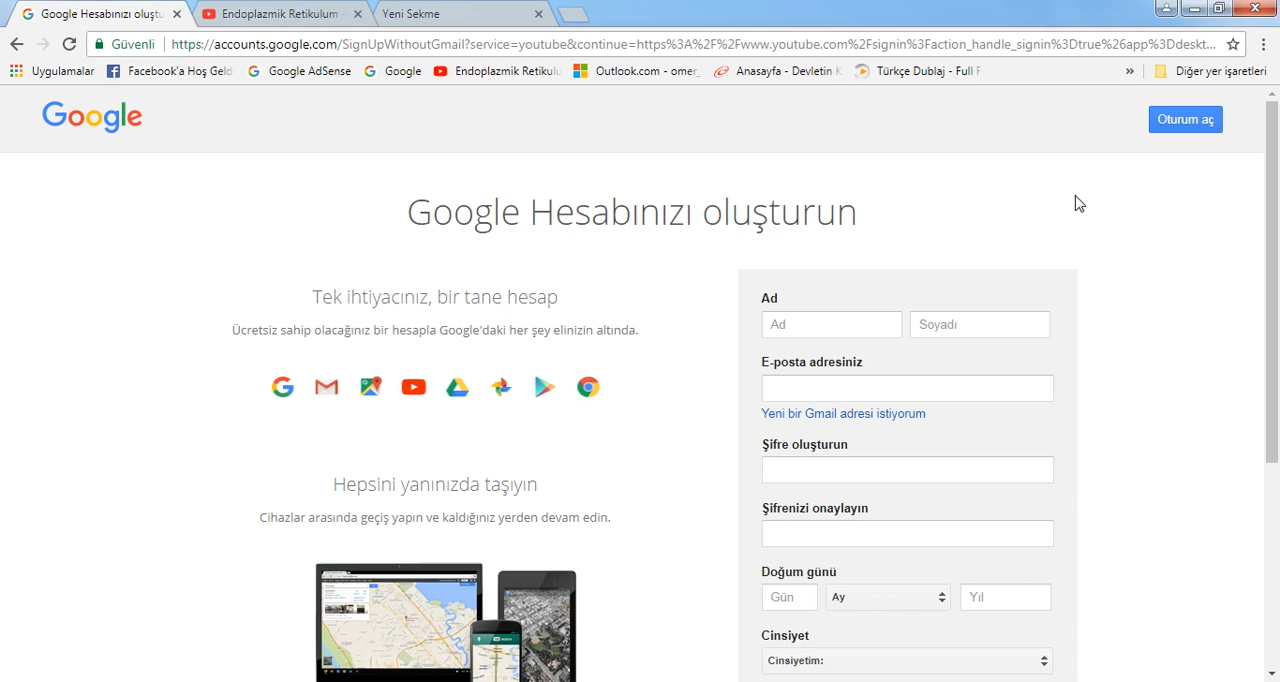 Google Hesabınızı oluştu
Endoplazmik Retikulum -
Yeni Sekme
Güvenli
https://accounts.google.com/SignUpWithoutGmail?service=youtube&continue=https%3A%2F%2Fwww.youtube.com%2Fsignin%3Faction_handle_signin%3Dtrue%26app%3Ddeskt...
Uygulamalar
Facebook'a Hoş Geld
Google AdSense
Google
Endoplazmik Retikulu
Outlook.com - omer_
Anasayfa - Devletin K
Türkçe Dublaj - Full F
»
Diğer yer işaretleri
Google
Oturum aç
Google Hesabınızı oluşturun
Tek ihtiyacınız, bir tane hesap
Ücretsiz sahip olacağınız bir hesapla Google'daki her şey elinizin altında.
Hepsini yanınızda taşıyın
Cihazlar arasında geçiş yapın ve kaldığınız yerden devam edin.
Ad
Ad
Soyadı
E-posta adresiniz
Yeni bir Gmail adresi istiyorum
Şifre oluşturun
Şifrenizi onaylayın
Doğum günü
Gün
Ay
Yıl
Cinsiyet
Cinsiyetim: